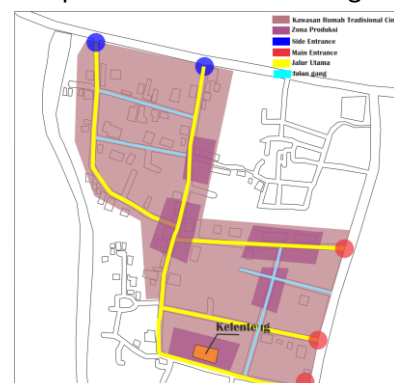 Kawasan Rumah Tradisional Cin
Zona Produksi
Side Entrance
Main Entrance
Jalur Utama
Jalan gang
Kelenteng